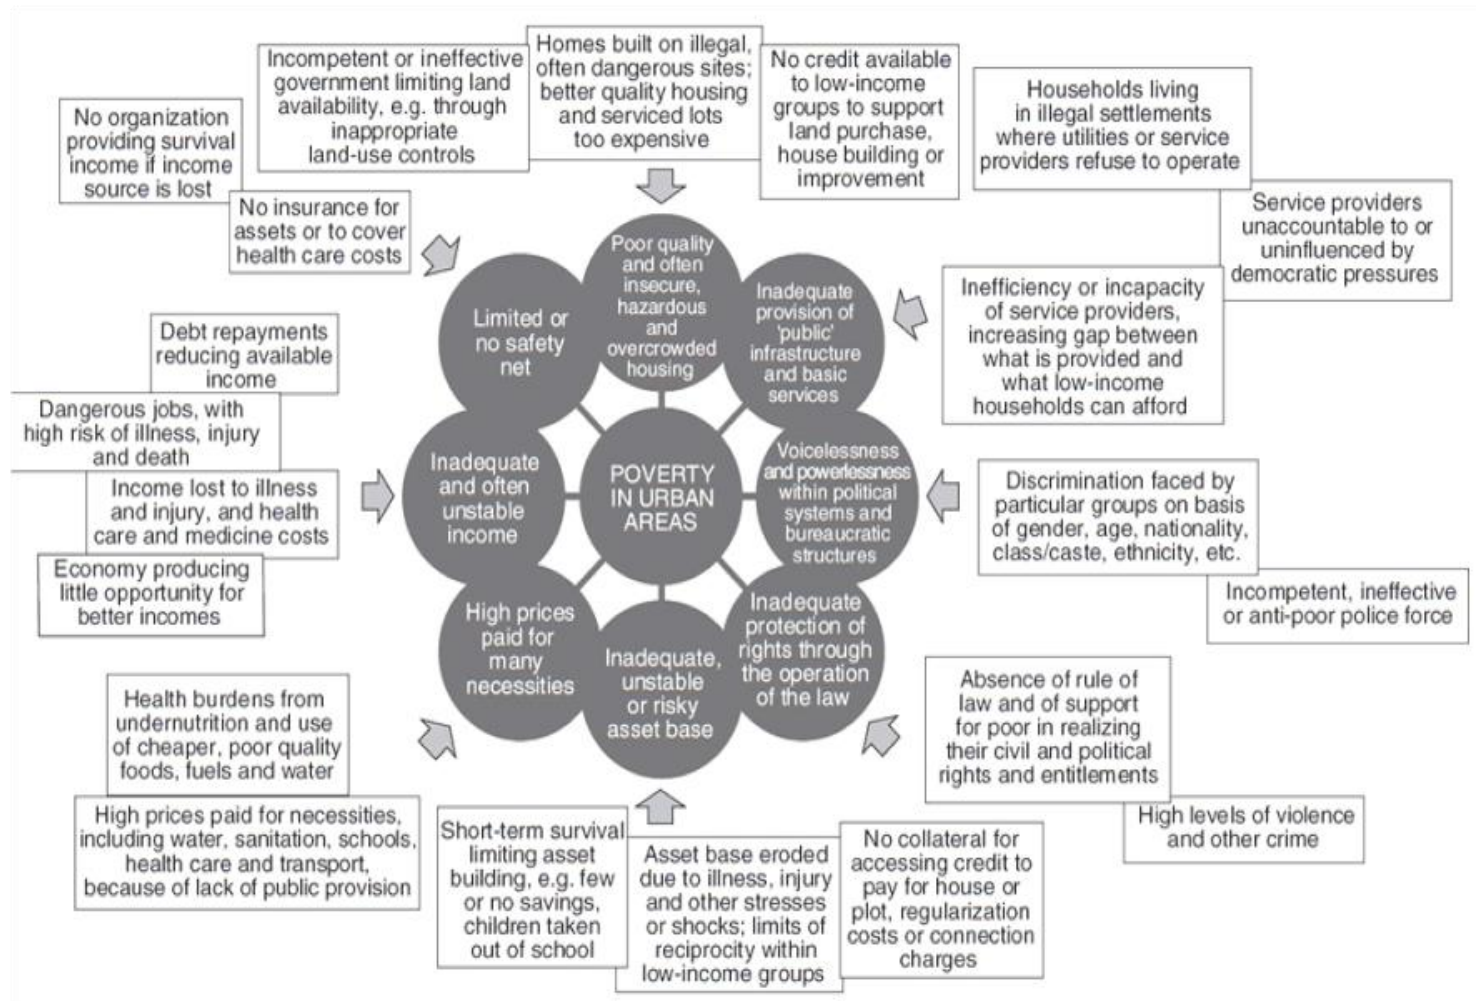 No organization
providing survival
income if income
source is lost
No insurance for
assets or to cover
health care costs
Incompetent or ineffective
government limiting land
availability, e.g. through
inappropriate
land-use controls
Homes built on illegal,
often dangerous sites;
better quality housing
and serviced lots
too expensive
No credit available
to low-income
groups to support
land purchase,
house building or
improvement
Households living
in illegal settlements
where utilities or service
providers refuse to operate
Service providers
unaccountable to or
uninfluenced by
democratic pressures
Inefficiency or incapacity
of service providers,
increasing gap between
what is provided and
what low-income
households can afford
Limited or
no safety
net
Poor quality
and often
insecure,
hazardous
and
overcrowded
housing
Inadequate
provision of
'public'
infrastructure
and basic
services
Debt repayments
reducing available
income
Dangerous jobs, with
high risk of illness, injury
and death
Income lost to illness
and injury, and health
care and medicine costs
Economy producing
little opportunity for
better incomes
Inadequate
and often
unstable
income
POVERTY
IN URBAN
AREAS
Voicelessness
and powerlessness
within political
systems and
bureaucratic
structures
Discrimination faced by
particular groups on basis
of gender, age, nationality,
class/caste, ethnicity, etc.
Incompetent, ineffective
or anti-poor police force
High prices
paid for
many
necessities
Inadequate,
unstable
or risky
asset base
Inadequate
protection of
rights through
the operation
of the law
Absence of rule of
law and of support
for poor in realizing
their civil and political
rights and entitlements
High levels of violence
and other crime
Health burdens from
undernutrition and use
of cheaper, poor quality
foods, fuels and water
High prices paid for necessities,
including water, sanitation, schools,
health care and transport,
because of lack of public provision
Short-term survival
limiting asset
building, e.g. few
or no savings,
children taken
out of school
Asset base eroded
due to illness, injury
and other stresses
or shocks; limits of
reciprocity within
low-income groups
No collateral for
accessing credit to
pay for house or
plot, regularization
costs or connection
charges